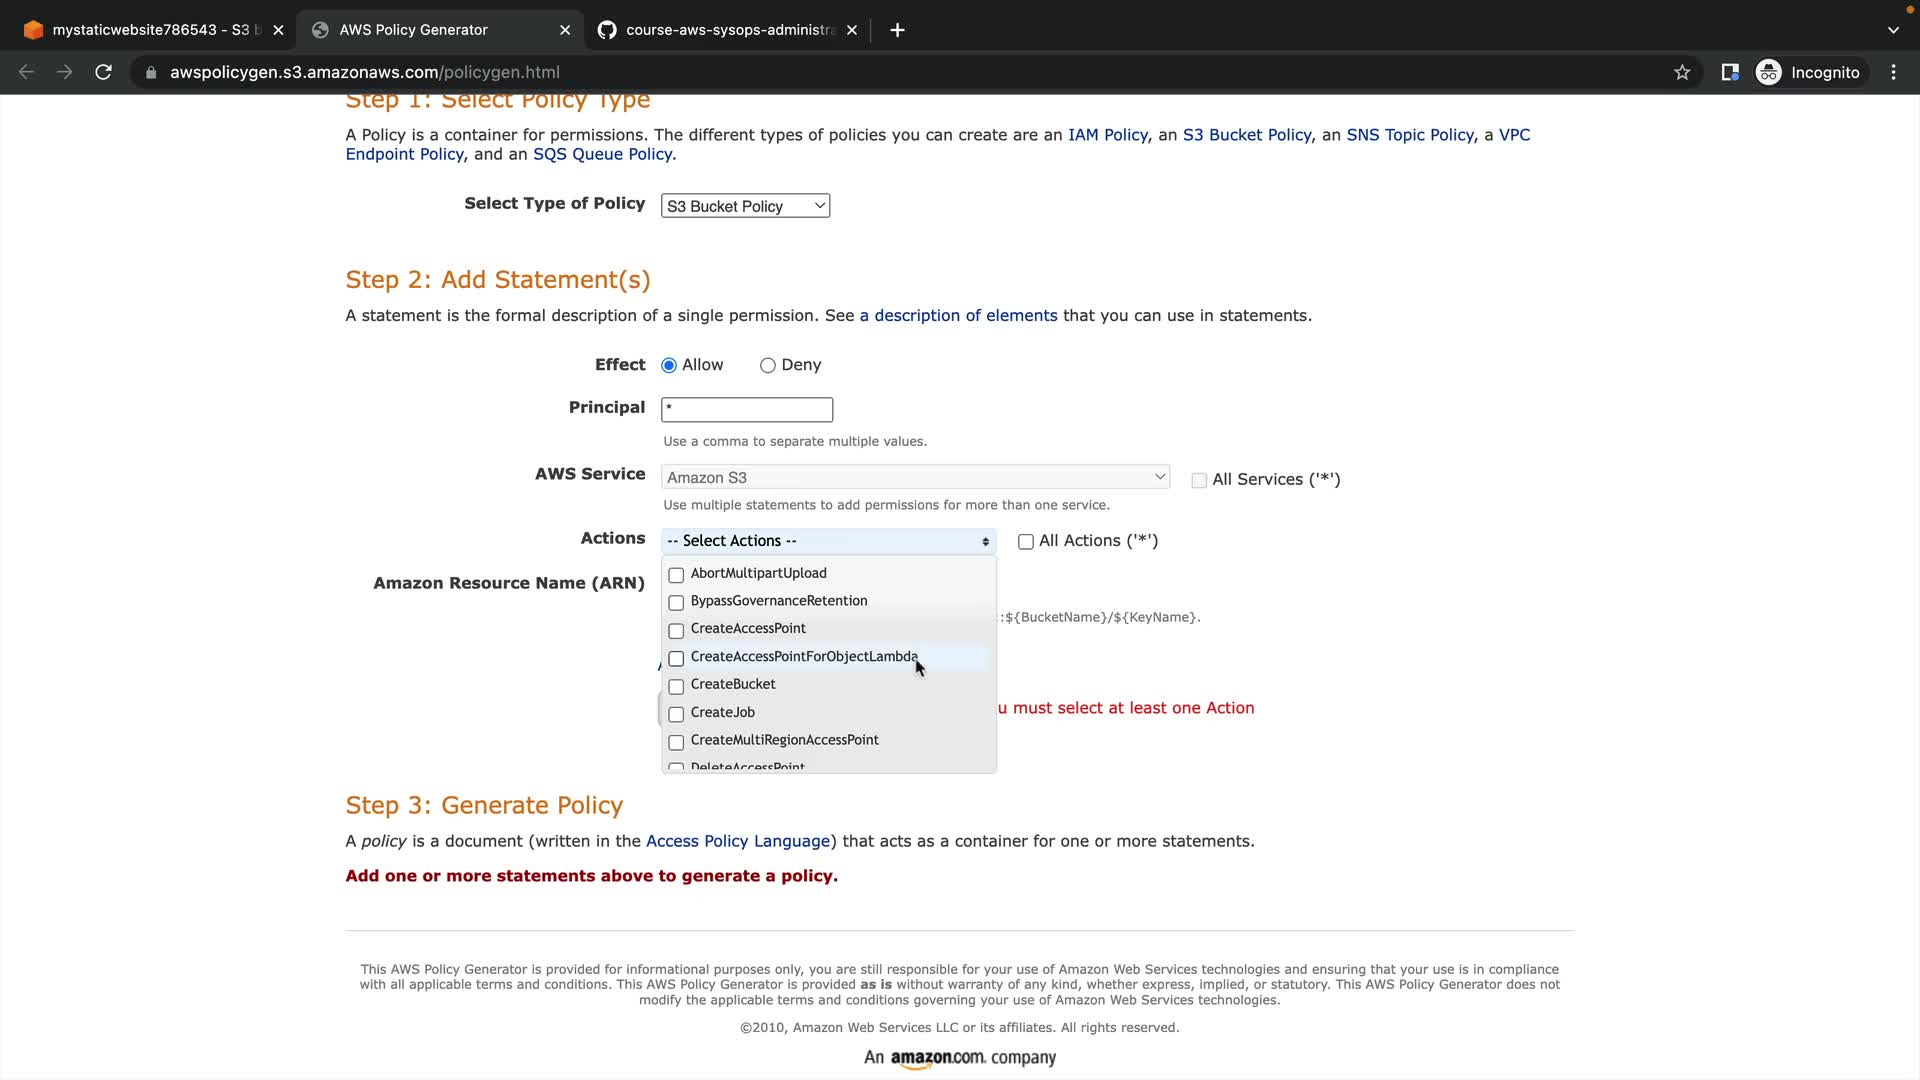 mystaticwebsite786543 - S3 b
AWS Policy Generator
course-aws-sysops-administra
awspolicygen.s3.amazonaws.com/policygen.html
Incognito
Step 1: Select Policy Type
A Policy is a container for permissions. The different types of policies you can create are an IAM Policy, an S3 Bucket Policy, an SNS Topic Policy, a VPC
Endpoint Policy, and an SQS Queue Policy.
Select Type of Policy
S3 Bucket Policy
Step 2: Add Statement(s)
A statement is the formal description of a single permission. See a description of elements that you can use in statements.
Effect Allow Deny
Principal *
Use a comma to separate multiple values.
AWS Service Amazon S3 All Services ('*')
Use multiple statements to add permissions for more than one service.
Actions -- Select Actions -- All Actions ('*')
AbortMultipartUpload
Amazon Resource Name (ARN)
BypassGovernanceRetention
:${BucketName}/${KeyName}.
CreateAccessPoint
CreateAccessPointForObjectLambda
CreateBucket
u must select at least one Action
CreateJob
CreateMultiRegionAccessPoint
DeleteAccessPoint
Step 3: Generate Policy
A policy is a document (written in the Access Policy Language) that acts as a container for one or more statements.
Add one or more statements above to generate a policy.
This AWS Policy Generator is provided for informational purposes only, you are still responsible for your use of Amazon Web Services technologies and ensuring that your use is in compliance
with all applicable terms and conditions. This AWS Policy Generator is provided as is without warranty of any kind, whether express, implied, or statutory. This AWS Policy Generator does not
modify the applicable terms and conditions governing your use of Amazon Web Services technologies.
©2010, Amazon Web Services LLC or its affiliates. All rights reserved.
An amazon.com. company